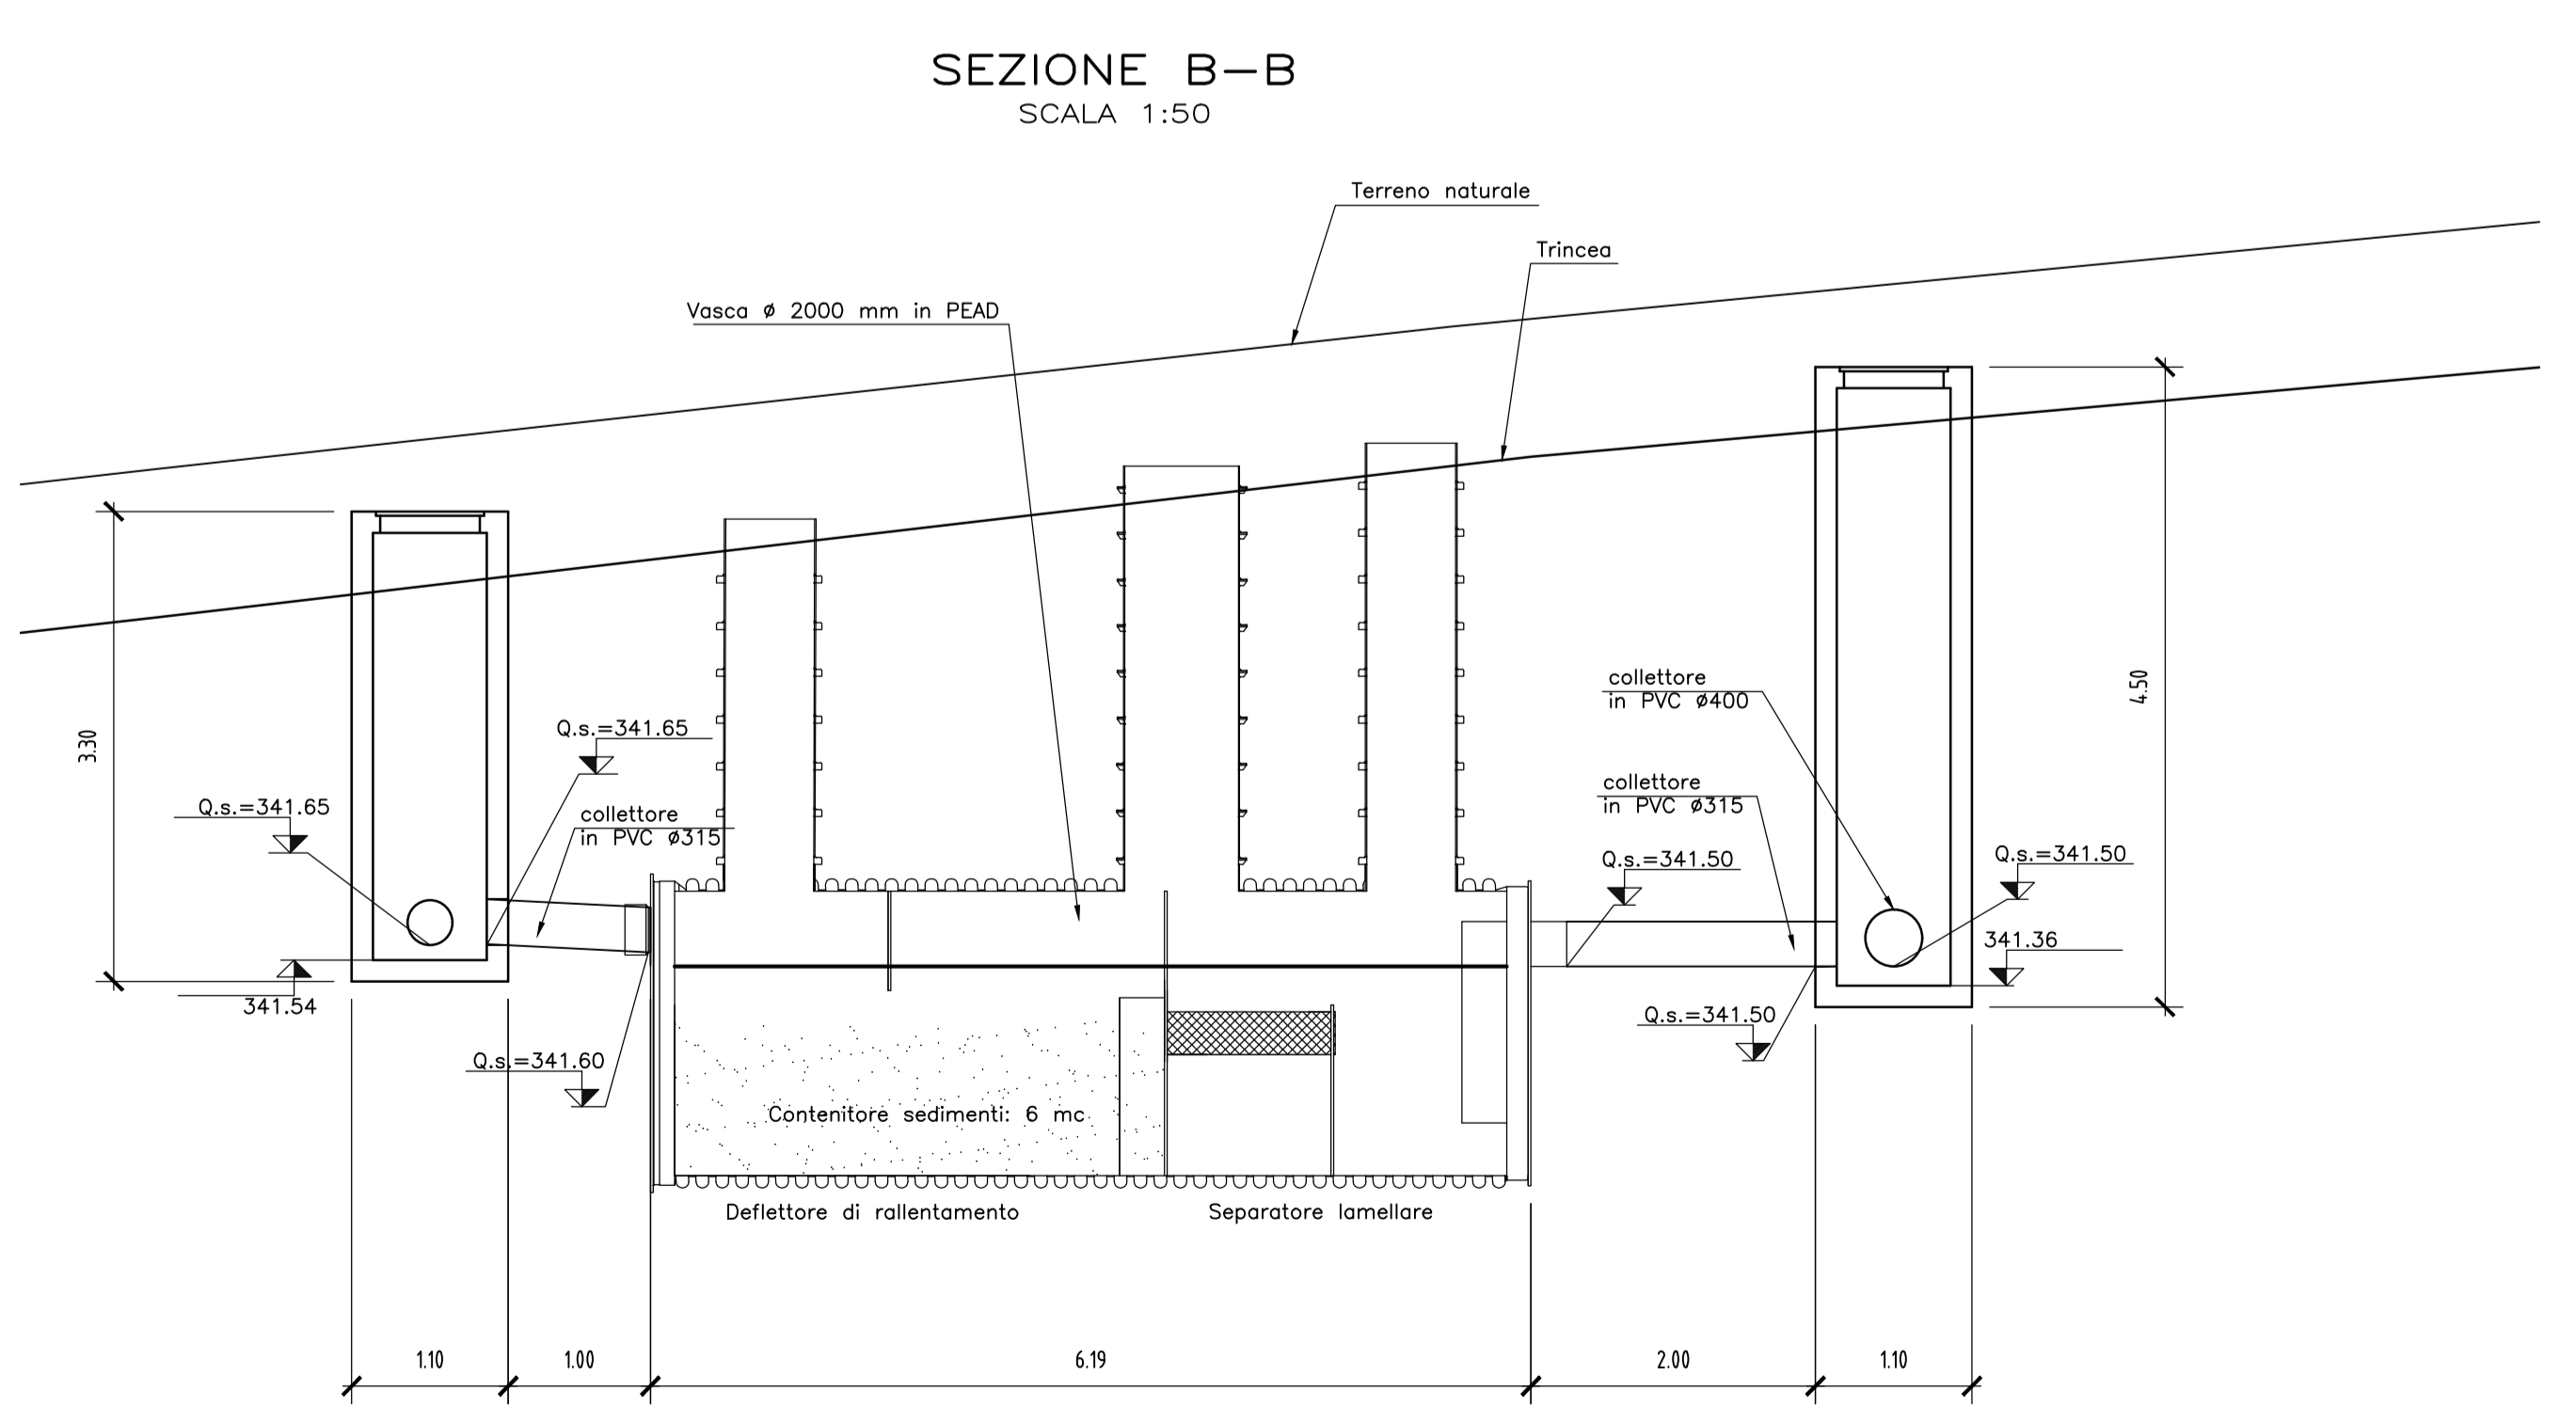 SEZIONE B-B
SCALA 1:50
Terreno naturale
Trincea
Vasca ø 2000 mm in PEAD
collettore
in PVC ø400
4.50
3.30
Q.s.=341.65
Q.s.=341.65
collettore
in PVC ø315
collettore
in PVC ø315
Q.s.=341.50
Q.s.=341.50
341.36
341.54
Q.s.=341.50
Q.s.=341.60
Contenitore sedimenti: 6 mc
Deflettore di rallentamento
Separatore lamellare
1.10
1.00
6.19
2.00
1.10